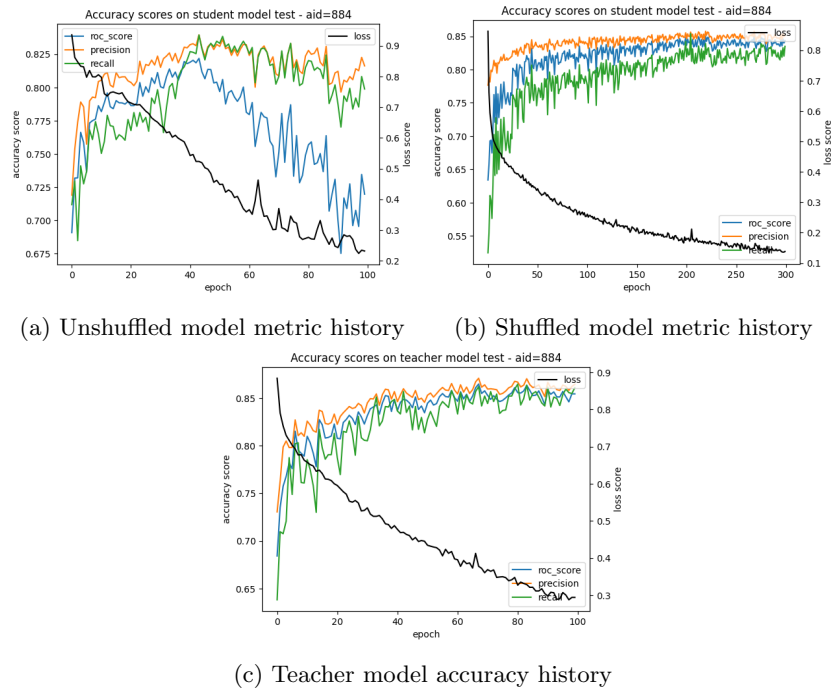 Accuracy scores on student model test - aid=884
roc_score
precision
recall
loss
0.825
0.800
0.775
0.750
0.725
0.700
0.675
accuracy score
0.9
0.8
0.7
0.6
0.5
0.4
0.3
0.2
loss score
0 20 40 60 80 100
epoch
(a) Unshuffled model metric history
Accuracy scores on student model test - aid=884
loss
0.85
0.80
0.75
0.70
0.65
0.60
0.55
accuracy score
0.8
0.7
0.6
0.5
0.4
0.3
0.2
0.1
loss score
roc_score
precision
recall
0 50 100 150 200 250 300
epoch
(b) Shuffled model metric history
Accuracy scores on teacher model test - aid=884
loss
0.85
0.80
0.75
0.70
0.65
accuracy score
0.9
0.8
0.7
0.6
0.5
0.4
0.3
loss score
roc_score
precision
recall
0 20 40 60 80 100
epoch
(c) Teacher model accuracy history